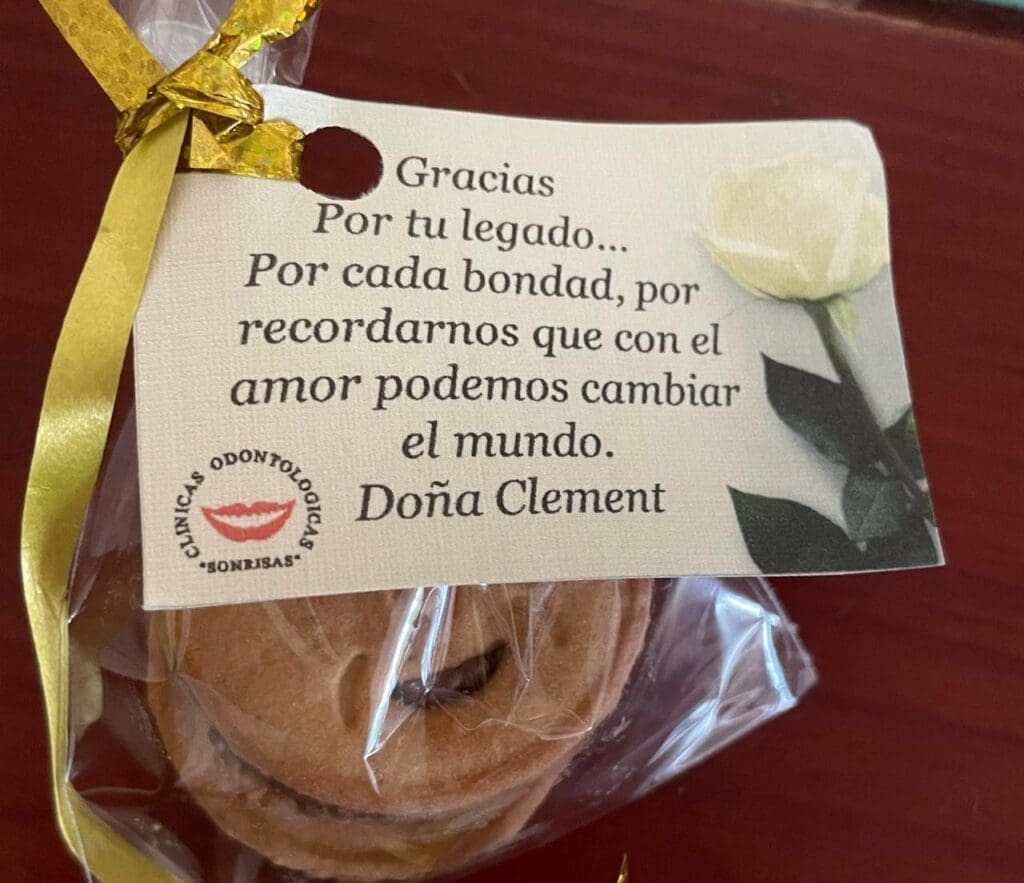 Gracias
Por tu legado...
Por cada bondad, por
recordarnos que con el
amor podemos cambiar
el mundo.
Doña Clement
CLINICAS ODONTOLOGICAS
"SONRISAS"